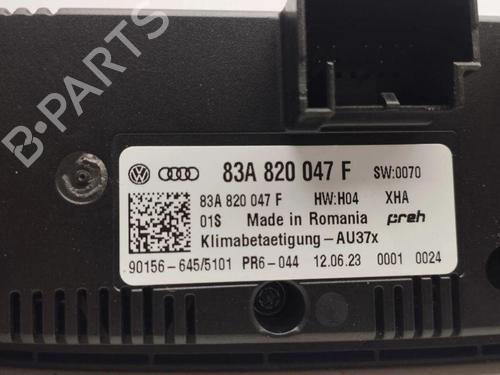 83A 820 047 F SW:0070
83A 820 047 F HW:H04 XHA
01S Made in Romania preh
Klimabetaetigung-AU37x
90156-645/5101 PR6-044 12.06.23 0001 0024
B-PARTS